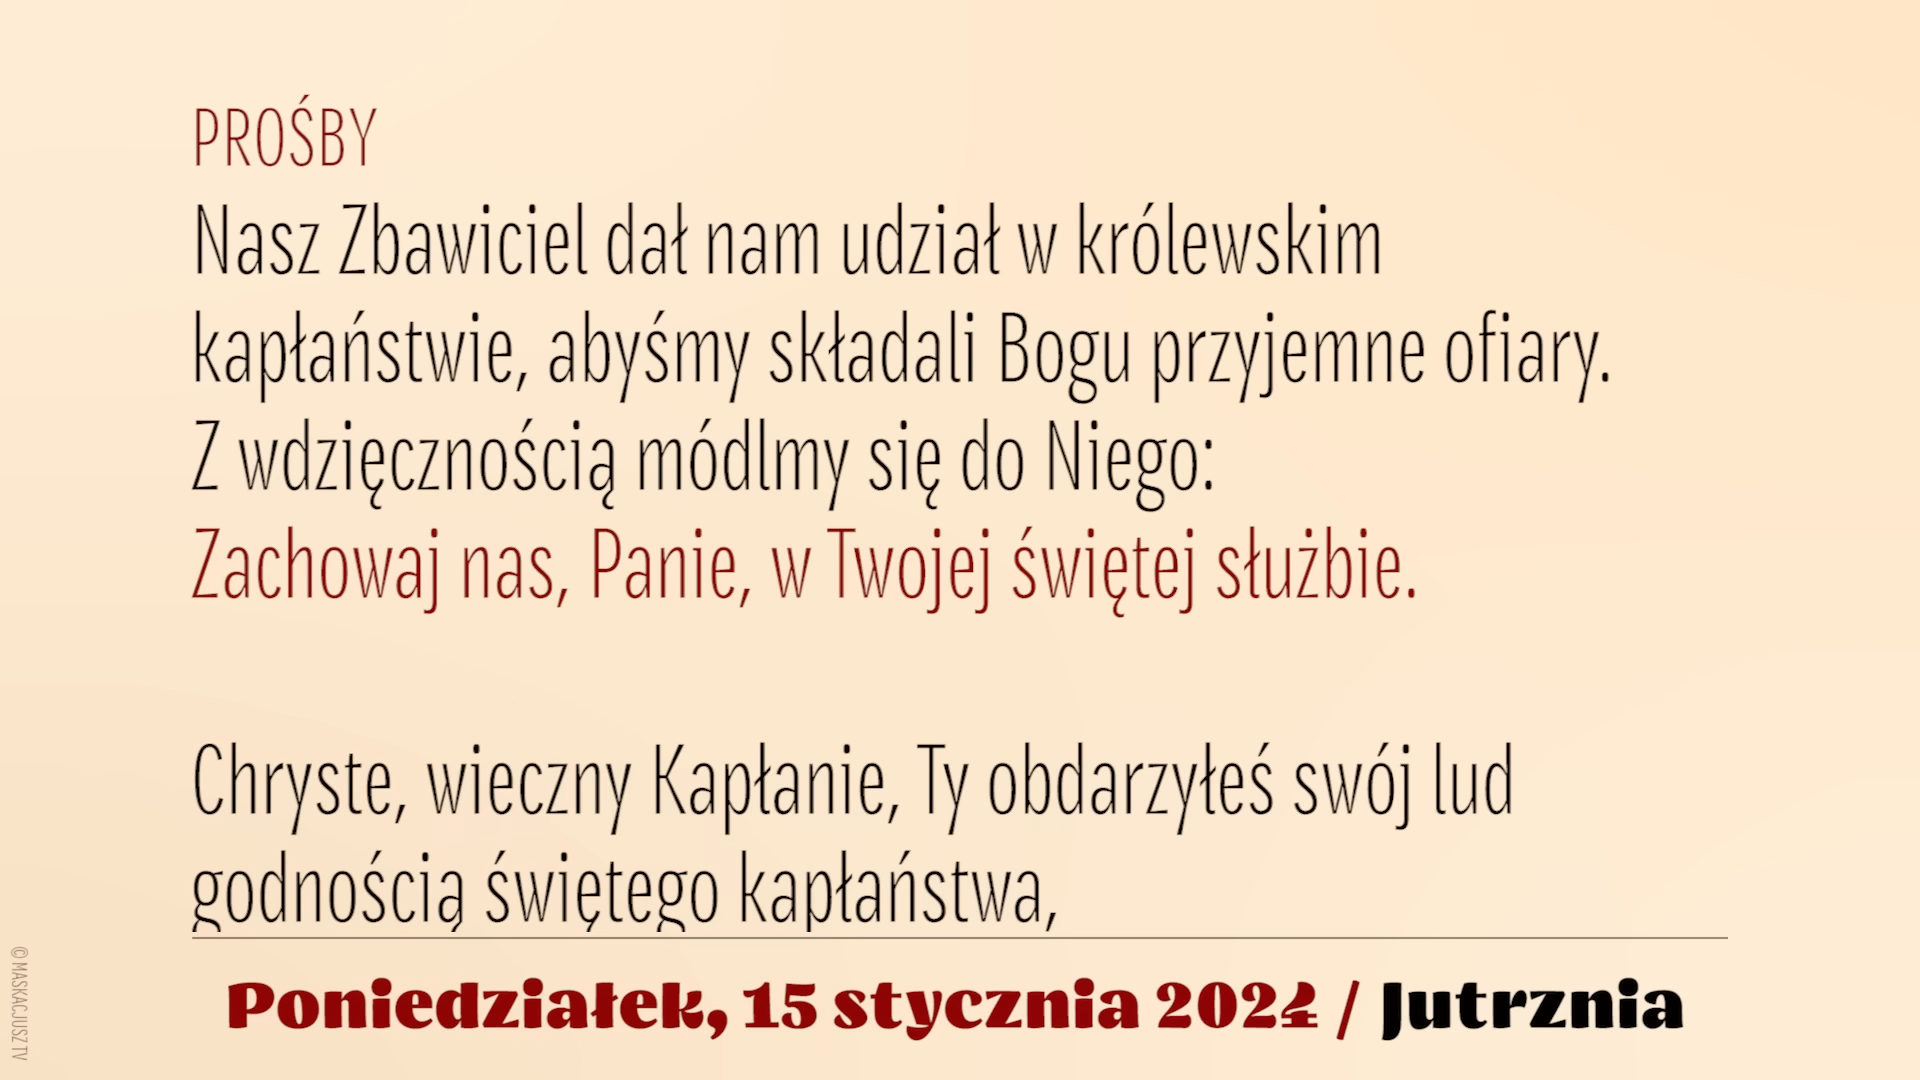 PROŚBY
Nasz Zbawiciel dał nam udział w królewskim
kapłaństwie, abyśmy składali Bogu przyjemne ofiary.
Z wdzięcznością módlmy się do Niego:
Zachowaj nas, Panie, w Twojej świętej służbie.
Chryste, wieczny Kapłanie, Ty obdarzyłeś swój lud
godnością świętego kapłaństwa,
Poniedziałek, 15 stycznia 2024 / Jutrznia
© MASKACJUSZ TV